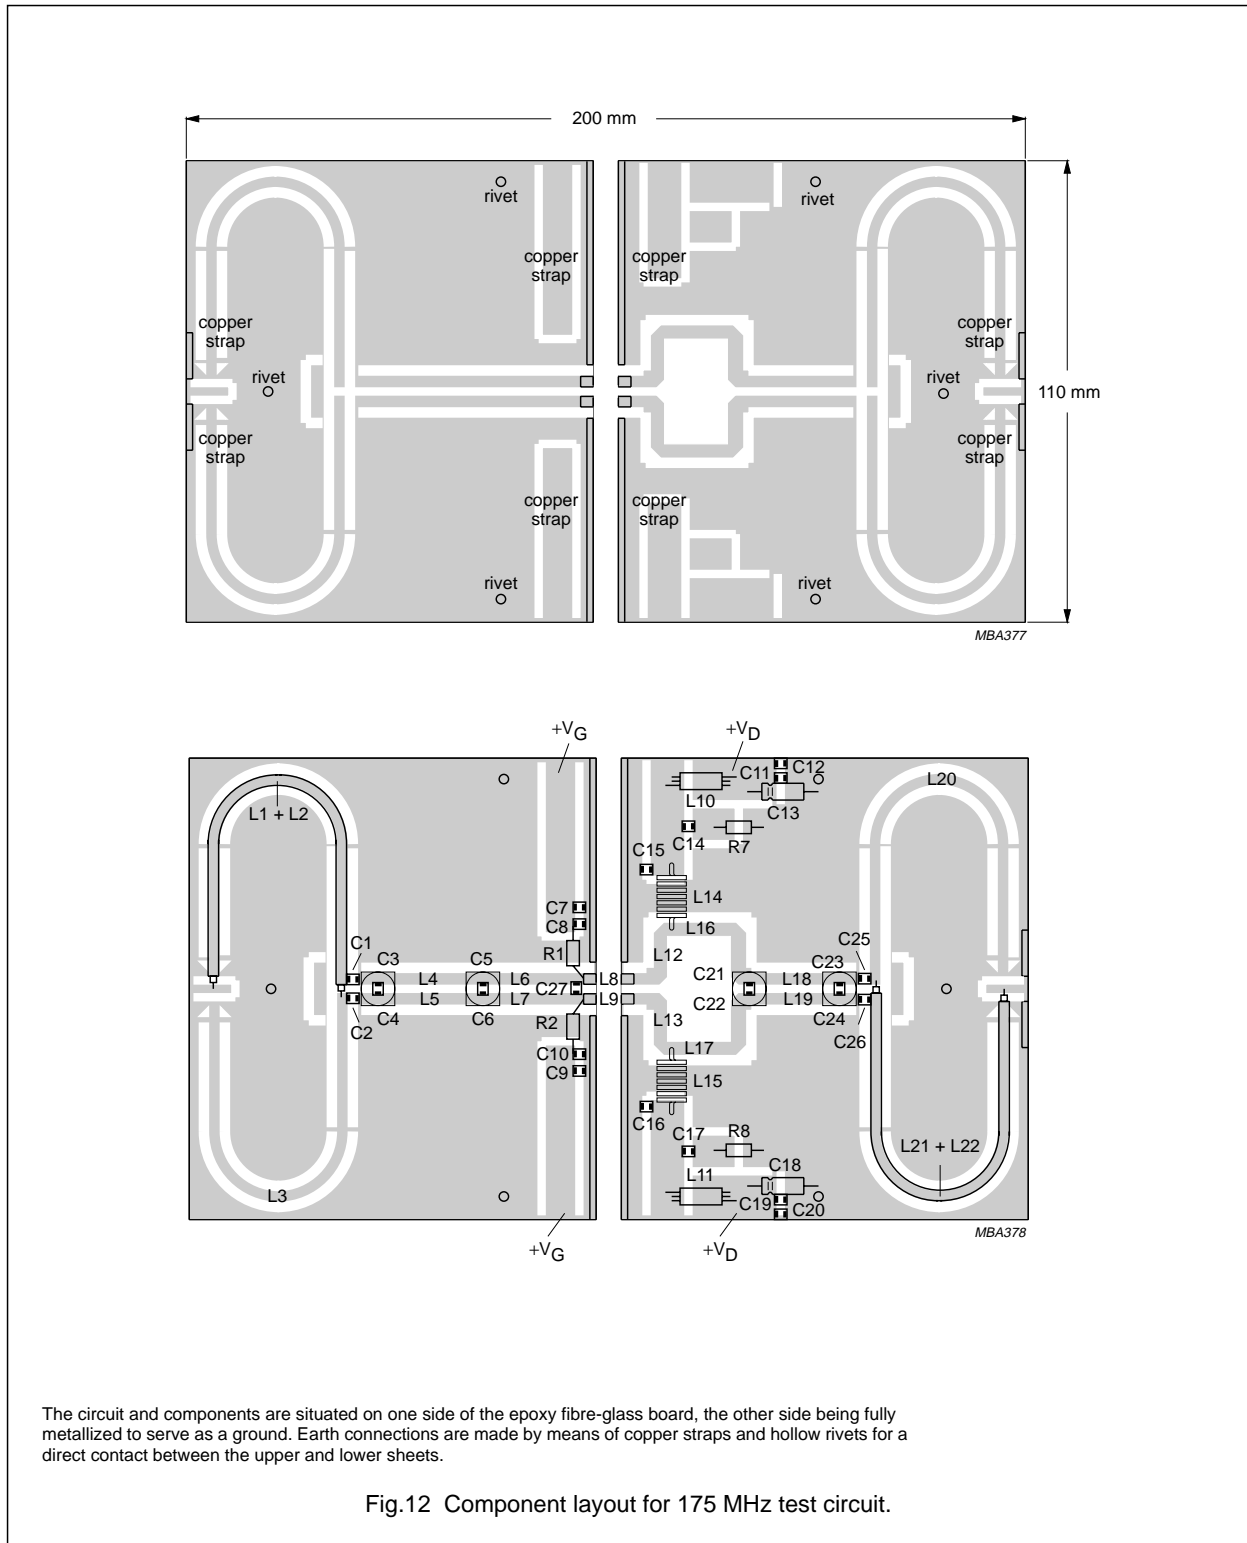 200 mm
rivet
rivet
copper
strap
copper
strap
copper
strap
copper
strap
rivet
rivet
110 mm
copper
strap
copper
strap
copper
strap
copper
strap
rivet
rivet
MBA377
+VG
+VD
C11
C12
L20
L10
C13
L1 + L2
C14
R7
C15
L14
C7
C8
L16
C1
C3
C5
R1
L12
C25
C21
C23
L4
L6
L8
L18
C27
L5
L7
L9
C22
L19
C2
C4
C6
R2
L13
C24
C26
C10
L17
C9
L15
C16
C17
R8
L21 + L22
L11
C18
L3
C19
C20
MBA378
+VG
+VD
The circuit and components are situated on one side of the epoxy fibre-glass board, the other side being fully
metallized to serve as a ground. Earth connections are made by means of copper straps and hollow rivets for a
direct contact between the upper and lower sheets.
Fig.12 Component layout for 175 MHz test circuit.